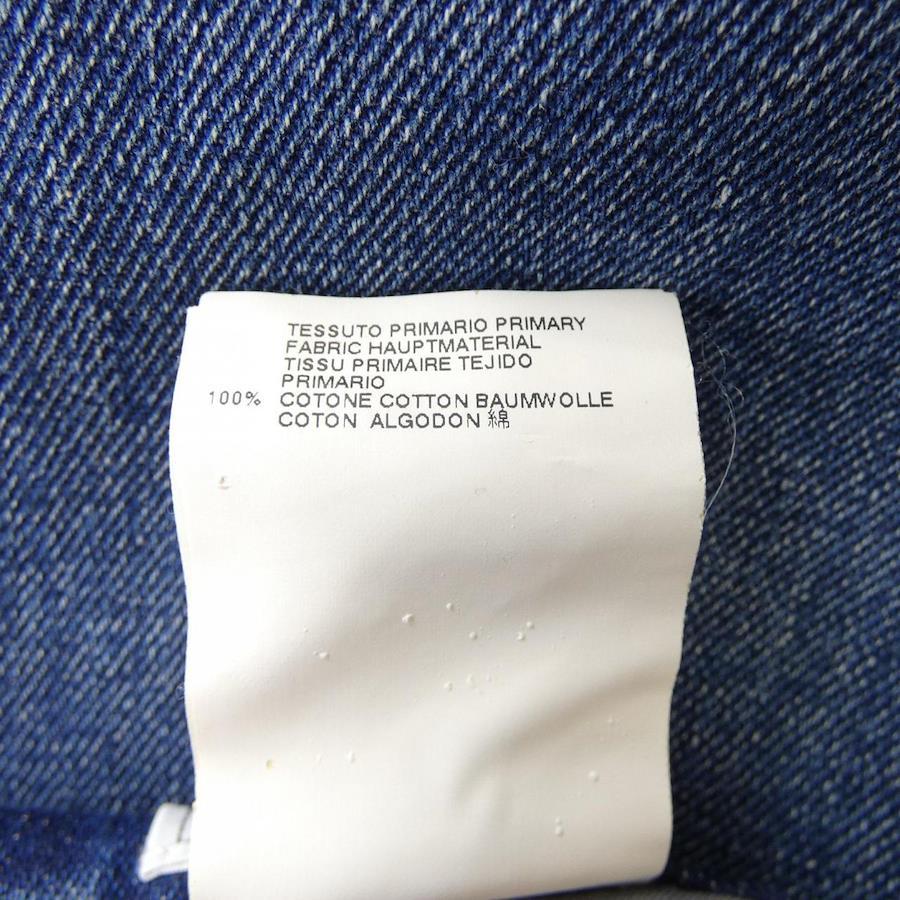 TESSUTO PRIMARIO PRIMARY
FABRIC HAUPTMATERIAL
TISSU PRIMAIRE TEJIDO
PRIMARIO
100% COTONE COTTON BAUMWOLLE
COTON ALGODON 綿